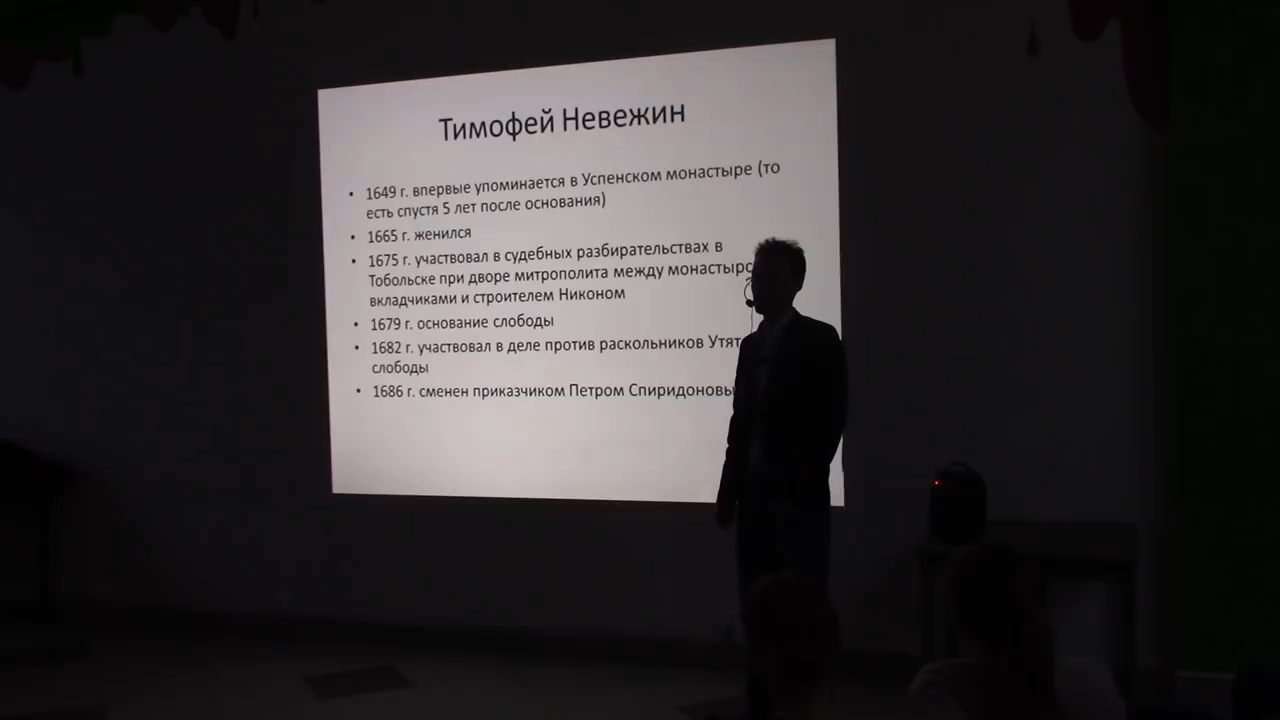 Тимофей Невежин
• 1649 г. впервые упоминается в Успенском монастыре (то
есть спустя 5 лет после основания)
• 1665 г. женился
• 1675 г. участвовал в судебных разбирательствах в
Тобольске при дворе митрополита между
вкладчиками и строителем Никоном
• 1679 г. основание слободы
• 1682 г. участвовал в деле против раскольников
слободы
• 1686 г. сменен приказчиком Петром